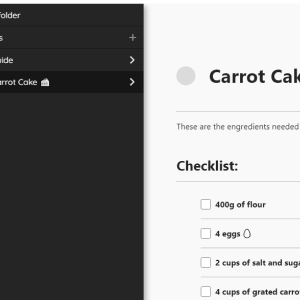 folder
s
uide
arrot Cake 🍰
Carrot Cak
These are the engredients needed
Checklist:
400g of flour
4 eggs 🥚
2 cups of salt and suga
4 cups of grated carro